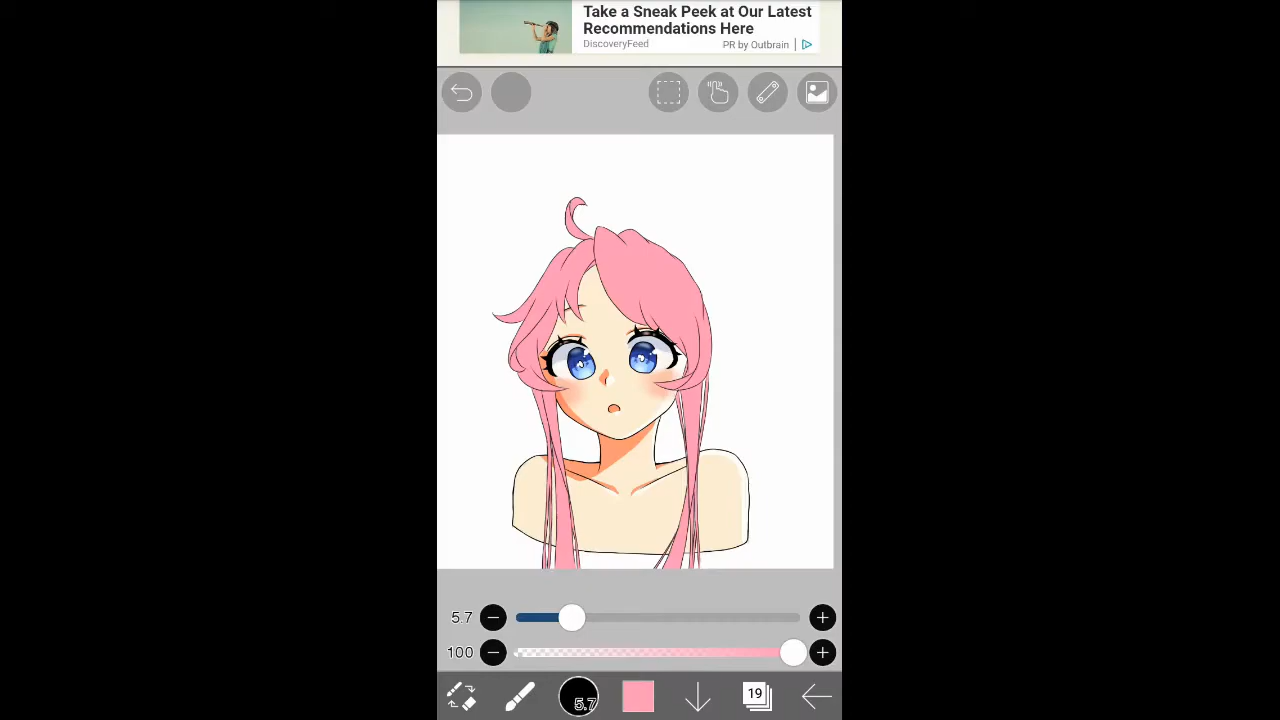 Take a Sneak Peek at Our Latest
Recommendations Here
DiscoveryFeed PR by Outbrain
5.7
100
5.7 19